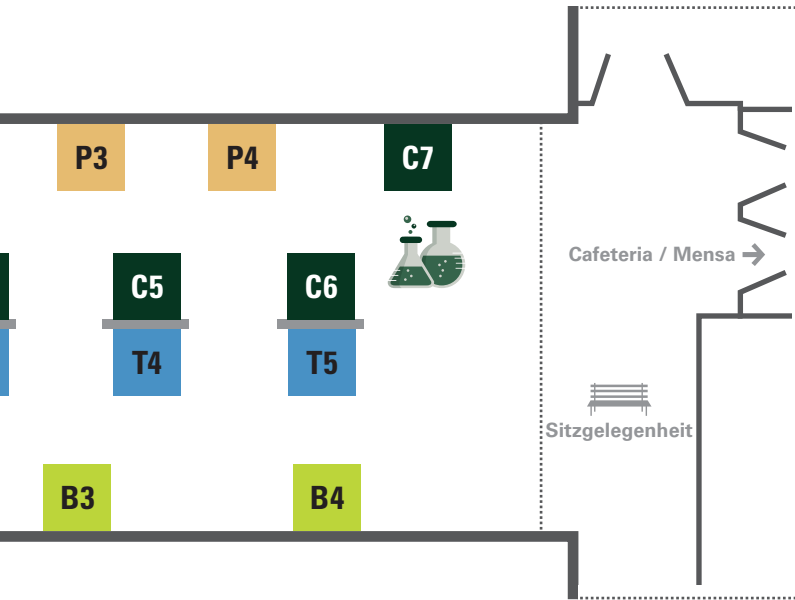 P3
P4
C7
Cafeteria / Mensa
C5
C6
T4
T5
Sitzgelegenheit
B3
B4